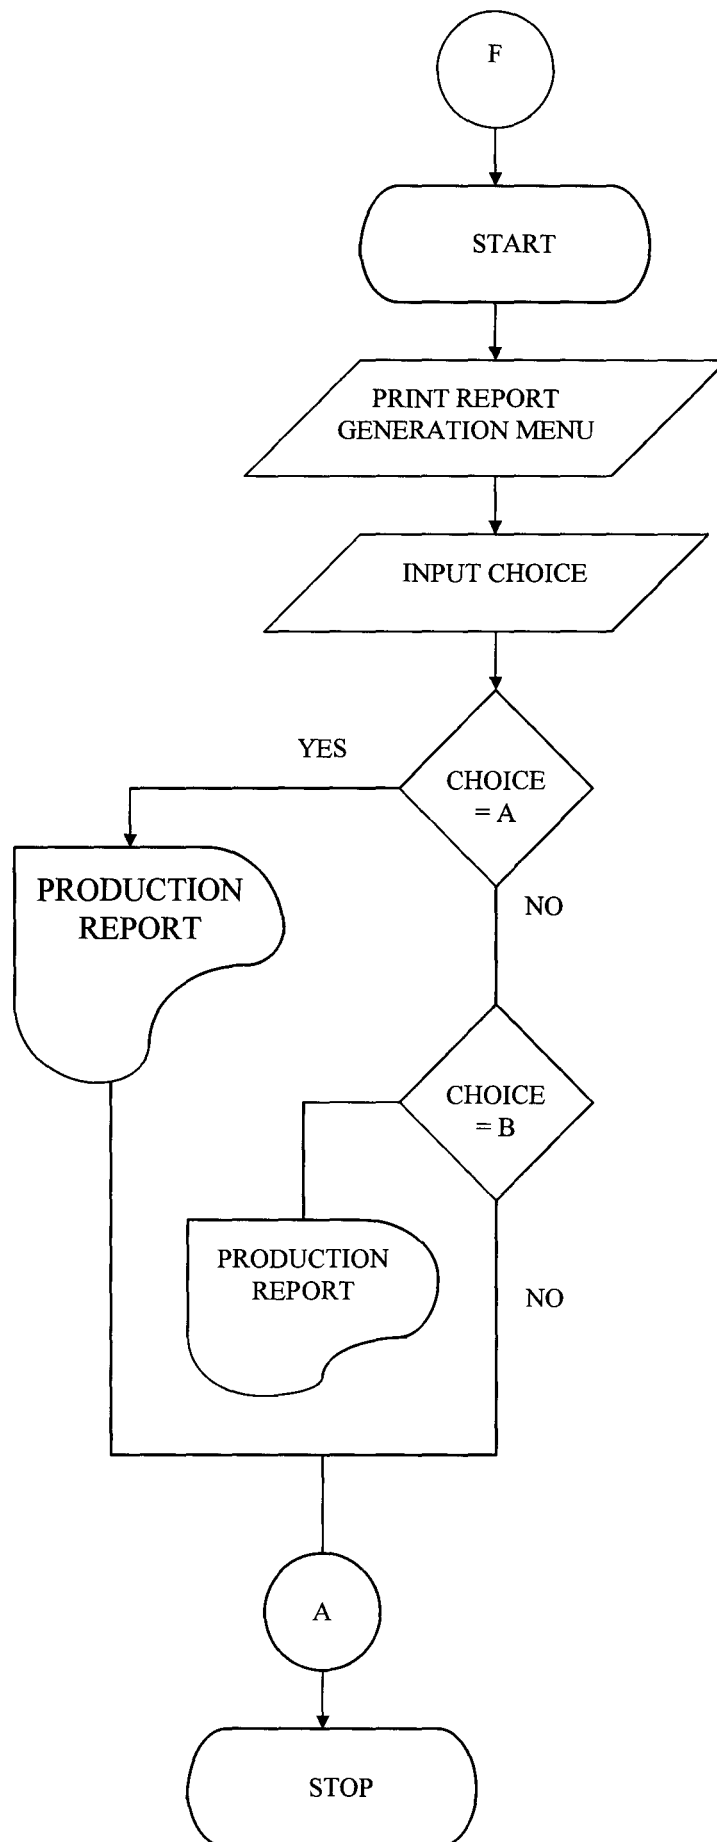 F
START
PRINT REPORT
GENERATION MENU
INPUT CHOICE
YES
CHOICE
= A
PRODUCTION
REPORT
NO
CHOICE
= B
PRODUCTION
REPORT
NO
A
STOP